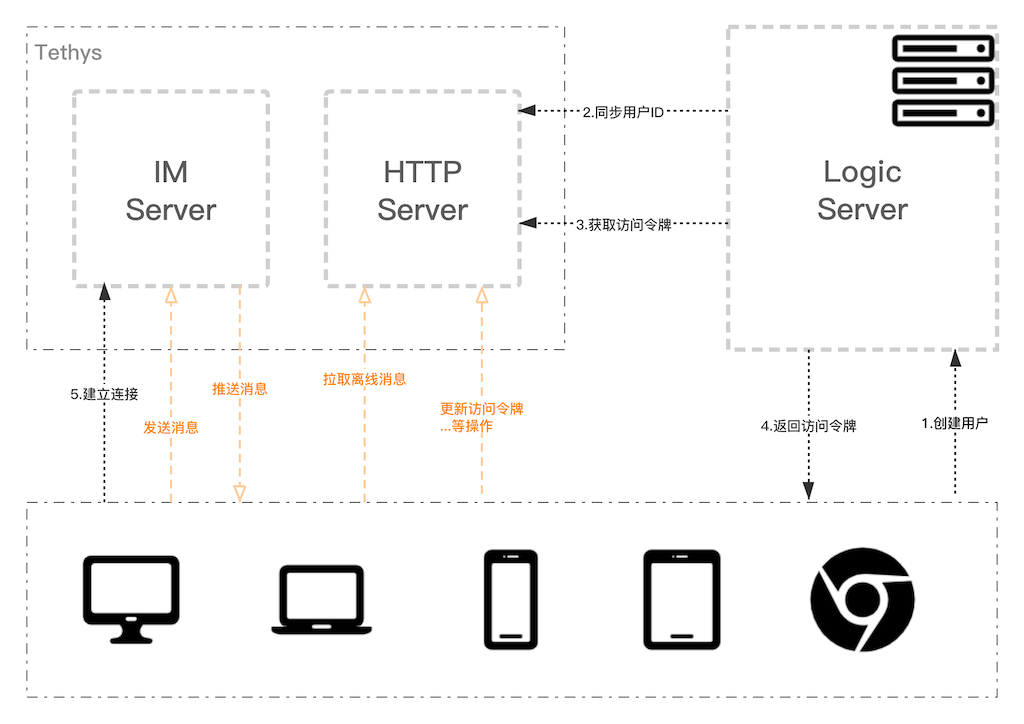 Tethys
IM
Server
HTTP
Server
Logic
Server
2.同步用户ID
3.获取访问令牌
5.建立连接
发送消息
推送消息
拉取离线消息
更新访问令牌
...等操作
4.返回访问令牌
1.创建用户